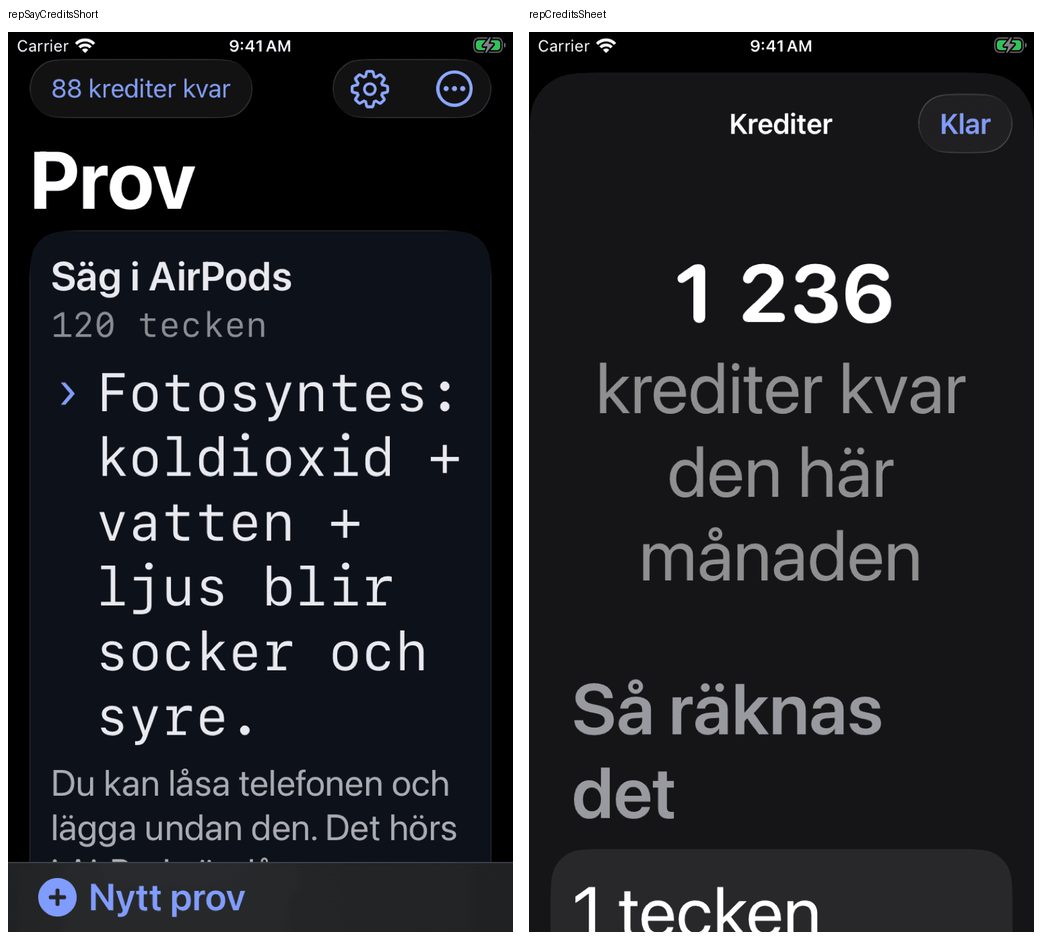 repSayCreditsShort
Carrier
9:41 AM
88 krediter kvar
Prov
Säg i AirPods
120 tecken
› Fotosyntes:
koldioxid +
vatten +
ljus blir
socker och
syre.
Du kan låsa telefonen och
lägga undan den. Det hörs
Nytt prov
repCreditsSheet
Carrier
9:41 AM
Krediter
Klar
1 236
krediter kvar
den här
månaden
Så räknas
det
1 tecken